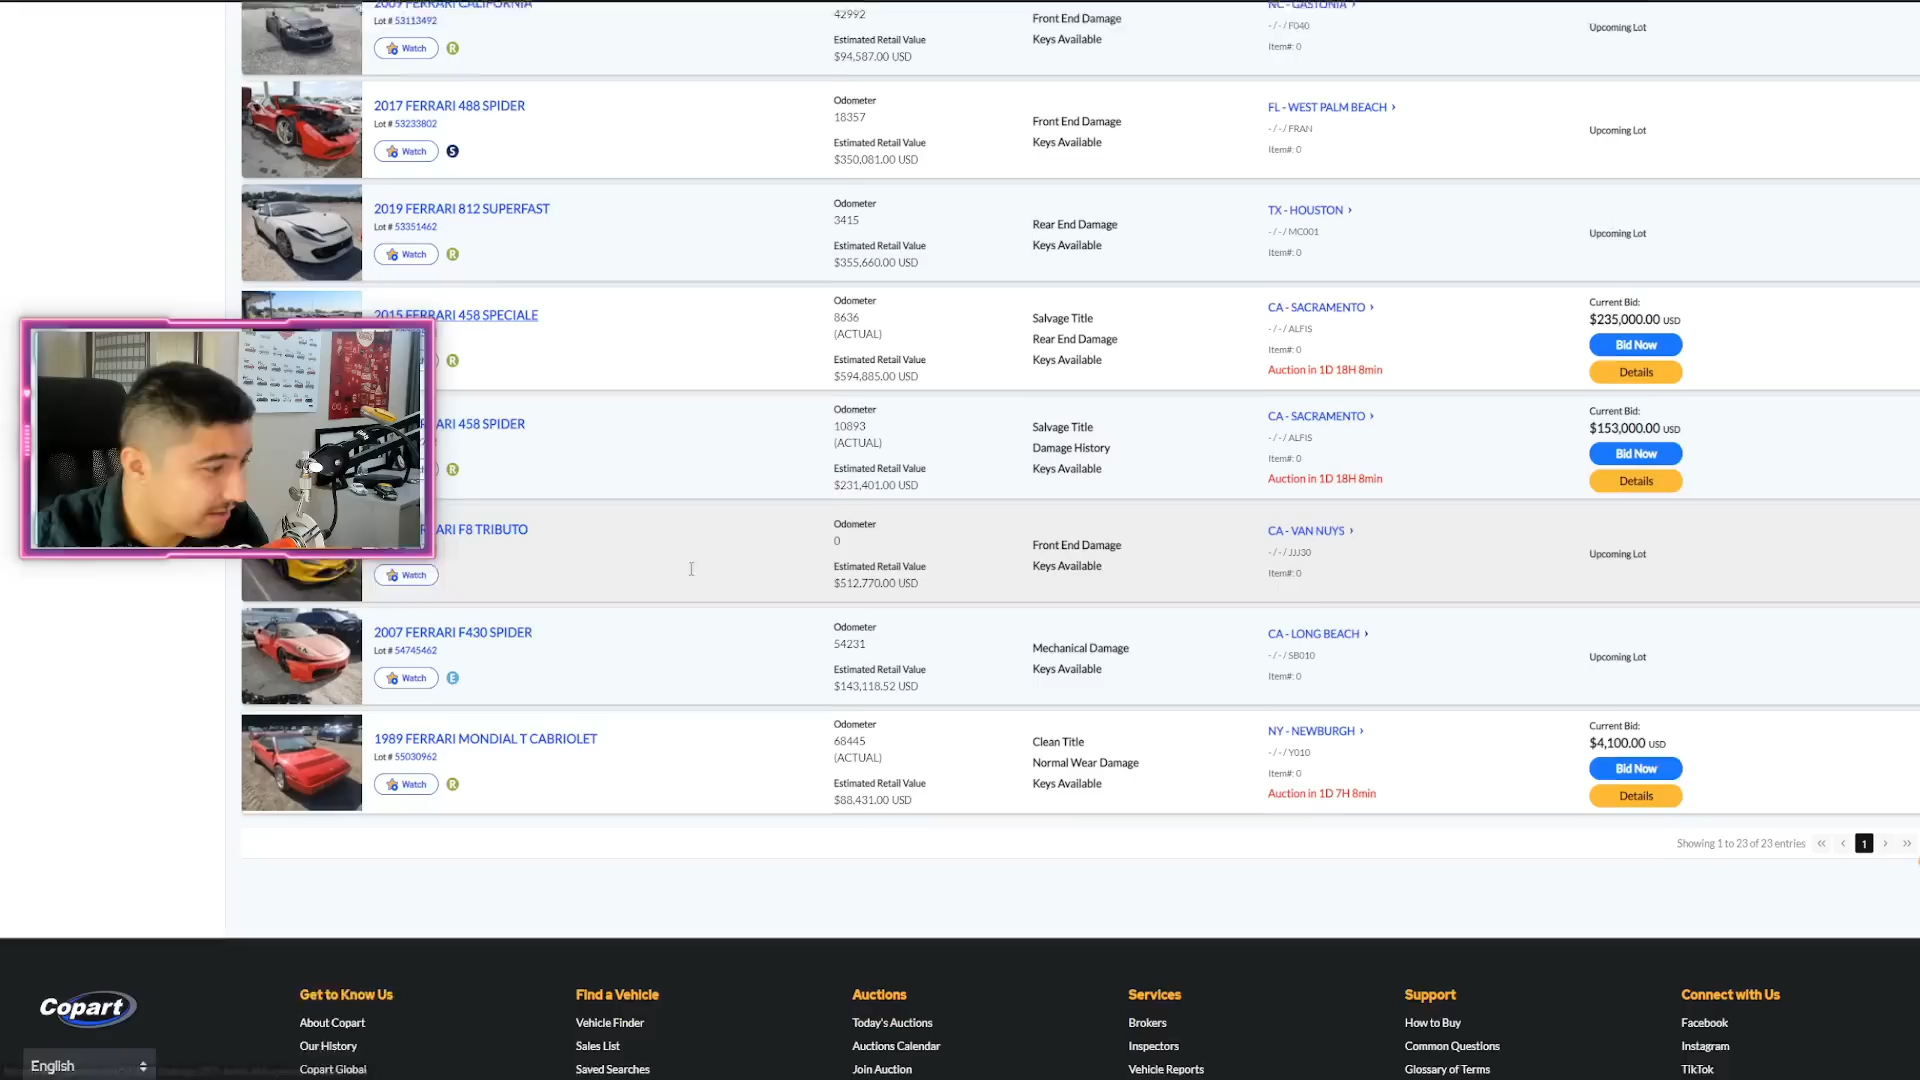 2009 FERRARI CALIFORNIA
Lot # 53113492
Watch
R
42992
Estimated Retail Value
$94,587.00 USD
Front End Damage
Keys Available
NC - GASTONIA ›
- / - / F040
Item#: 0
Upcoming Lot
2017 FERRARI 488 SPIDER
Lot # 53233802
Watch
S
Odometer
18357
Estimated Retail Value
$350,081.00 USD
Front End Damage
Keys Available
FL - WEST PALM BEACH ›
- / - / FRAN
Item#: 0
Upcoming Lot
2019 FERRARI 812 SUPERFAST
Lot # 53351462
Watch
R
Odometer
3415
Estimated Retail Value
$355,660.00 USD
Rear End Damage
Keys Available
TX - HOUSTON ›
- / - / MC001
Item#: 0
Upcoming Lot
2015 FERRARI 458 SPECIALE
R
Odometer
8636
(ACTUAL)
Estimated Retail Value
$594,885.00 USD
Salvage Title
Rear End Damage
Keys Available
CA - SACRAMENTO ›
- / - / ALFIS
Item#: 0
Auction in 1D 18H 8min
Current Bid:
$235,000.00 USD
Bid Now
Details
RARI 458 SPIDER
R
Odometer
10893
(ACTUAL)
Estimated Retail Value
$231,401.00 USD
Salvage Title
Damage History
Keys Available
CA - SACRAMENTO ›
- / - / ALFIS
Item#: 0
Auction in 1D 18H 8min
Current Bid:
$153,000.00 USD
Bid Now
Details
RARI F8 TRIBUTO
Watch
Odometer
0
Estimated Retail Value
$512,770.00 USD
Front End Damage
Keys Available
CA - VAN NUYS ›
- / - / JJJ30
Item#: 0
Upcoming Lot
2007 FERRARI F430 SPIDER
Lot # 54745462
Watch
E
Odometer
54231
Estimated Retail Value
$143,118.52 USD
Mechanical Damage
Keys Available
CA - LONG BEACH ›
- / - / SB010
Item#: 0
Upcoming Lot
1989 FERRARI MONDIAL T CABRIOLET
Lot # 55030962
Watch
R
Odometer
68445
(ACTUAL)
Estimated Retail Value
$88,431.00 USD
Clean Title
Normal Wear Damage
Keys Available
NY - NEWBURGH ›
- / - / Y010
Item#: 0
Auction in 1D 7H 8min
Current Bid:
$4,100.00 USD
Bid Now
Details
Showing 1 to 23 of 23 entries « ‹ 1 › »
Copart
English
Get to Know Us
About Copart
Our History
Copart Global
Find a Vehicle
Vehicle Finder
Sales List
Saved Searches
Auctions
Today's Auctions
Auctions Calendar
Join Auction
Services
Brokers
Inspectors
Vehicle Reports
Support
How to Buy
Common Questions
Glossary of Terms
Connect with Us
Facebook
Instagram
TikTok